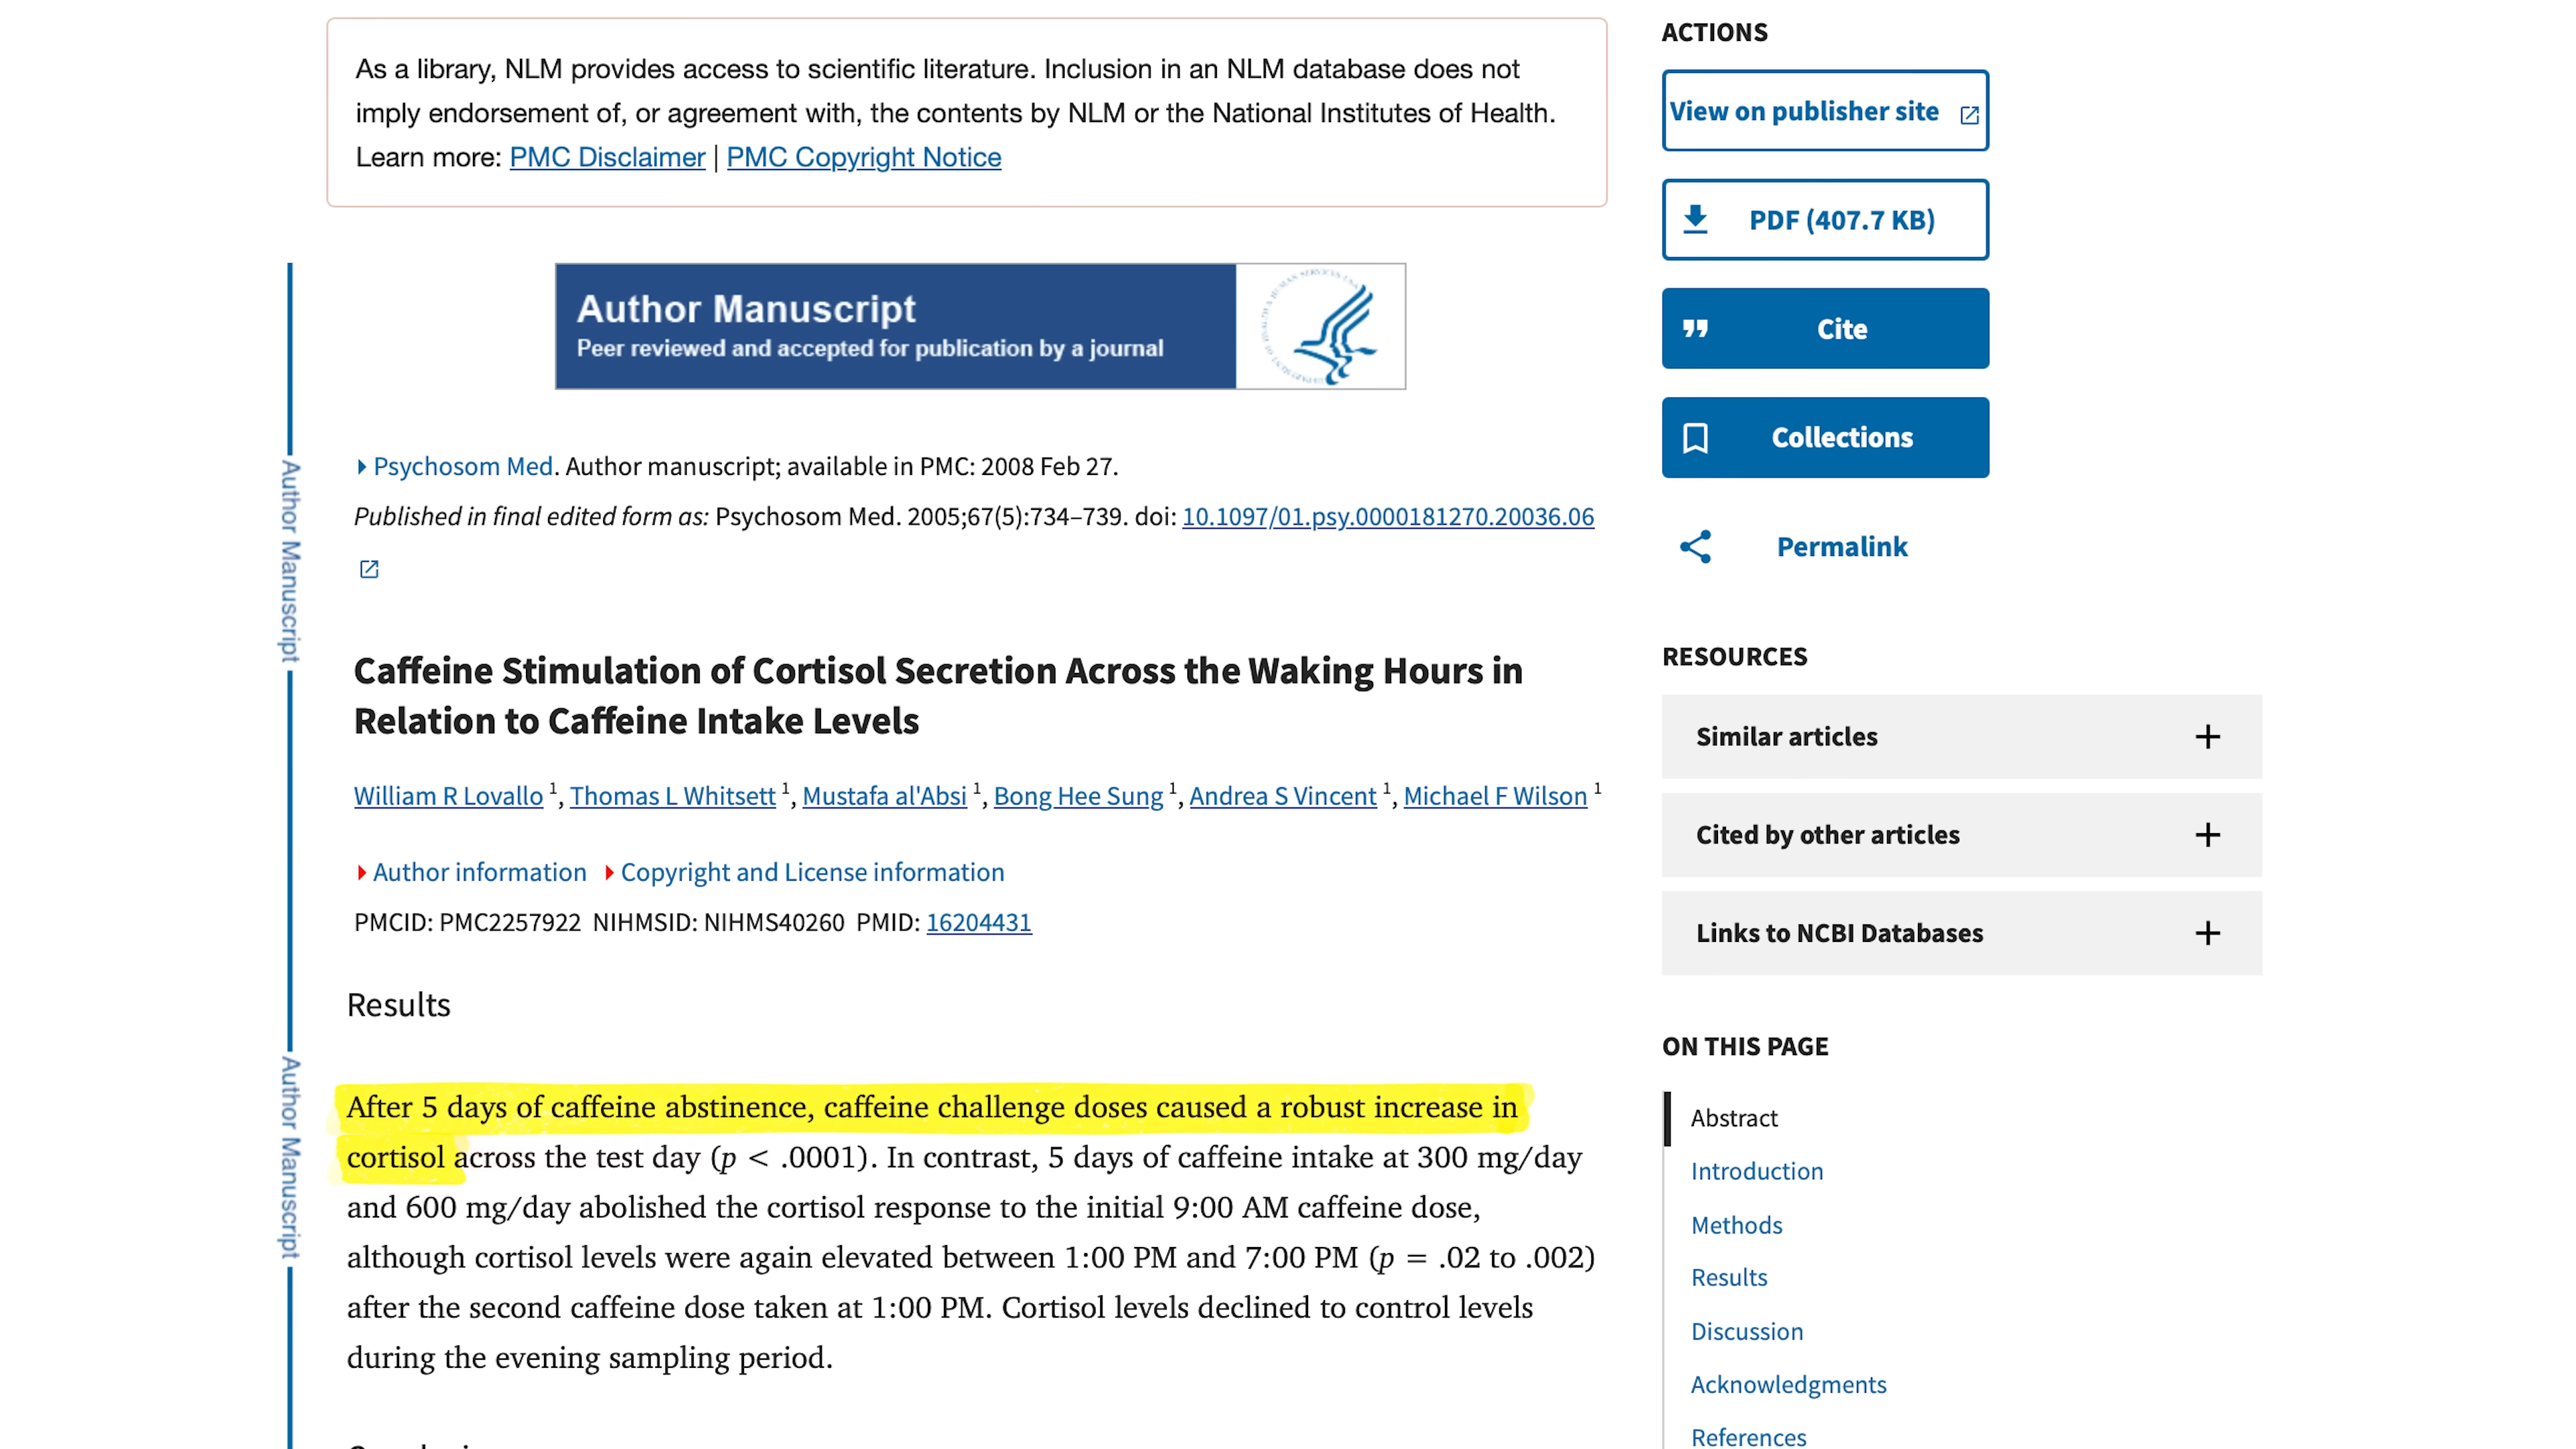 As a library, NLM provides access to scientific literature. Inclusion in an NLM database does not
imply endorsement of, or agreement with, the contents by NLM or the National Institutes of Health.
Learn more: PMC Disclaimer | PMC Copyright Notice
Author Manuscript
Peer reviewed and accepted for publication by a journal
Psychosom Med. Author manuscript; available in PMC: 2008 Feb 27.
Published in final edited form as: Psychosom Med. 2005;67(5):734–739. doi: 10.1097/01.psy.0000181270.20036.06
Caffeine Stimulation of Cortisol Secretion Across the Waking Hours in
Relation to Caffeine Intake Levels
William R Lovallo 1, Thomas L Whitsett 1, Mustafa al'Absi 1, Bong Hee Sung 1, Andrea S Vincent 1, Michael F Wilson 1
Author information Copyright and License information
PMCID: PMC2257922 NIHMSID: NIHMS40260 PMID: 16204431
Results
After 5 days of caffeine abstinence, caffeine challenge doses caused a robust increase in
cortisol across the test day (p < .0001). In contrast, 5 days of caffeine intake at 300 mg/day
and 600 mg/day abolished the cortisol response to the initial 9:00 AM caffeine dose,
although cortisol levels were again elevated between 1:00 PM and 7:00 PM (p = .02 to .002)
after the second caffeine dose taken at 1:00 PM. Cortisol levels declined to control levels
during the evening sampling period.
Author Manuscript
Author Manuscript
ACTIONS
View on publisher site
PDF (407.7 KB)
Cite
Collections
Permalink
RESOURCES
Similar articles
Cited by other articles
Links to NCBI Databases
ON THIS PAGE
Abstract
Introduction
Methods
Results
Discussion
Acknowledgments
References